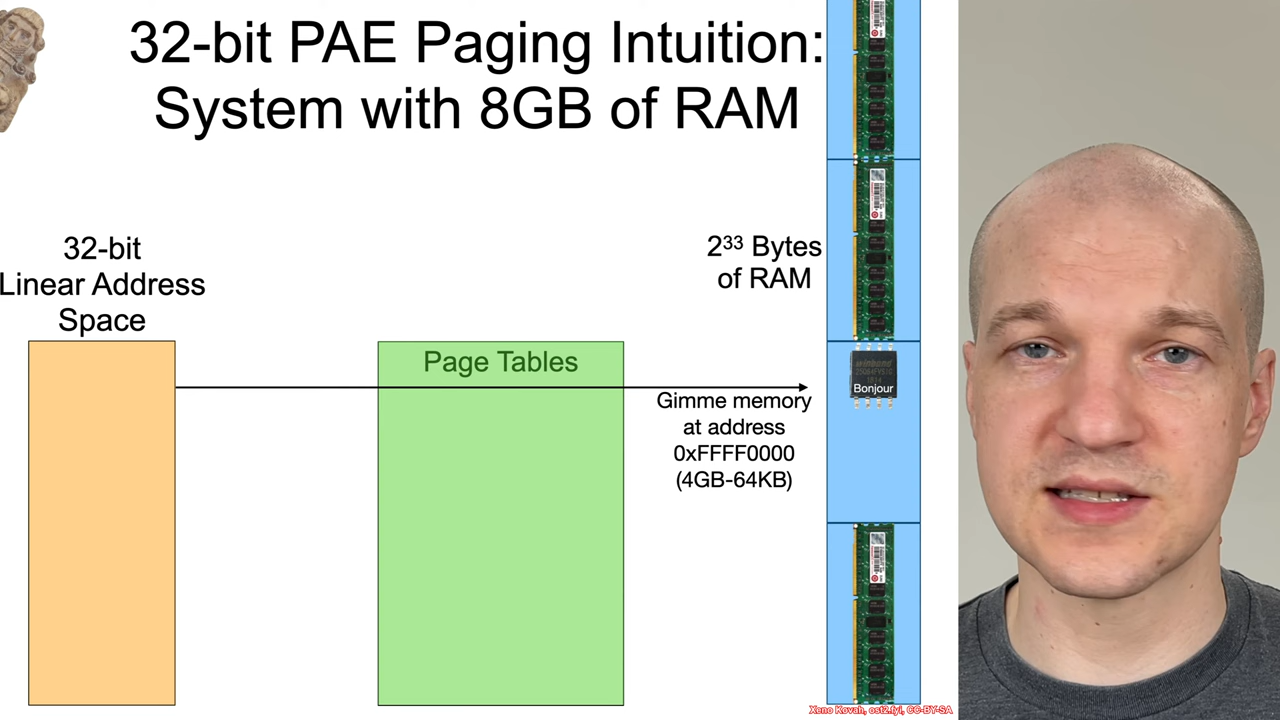 32-bit PAE Paging Intuition:
System with 8GB of RAM
32-bit
Linear Address
Space
Page Tables
2³³ Bytes
of RAM
Gimme memory
at address
0xFFFF0000
(4GB-64KB)
winbond
Bonjour
Xeno Kovah, ost2.fyi, CC-BY-SA